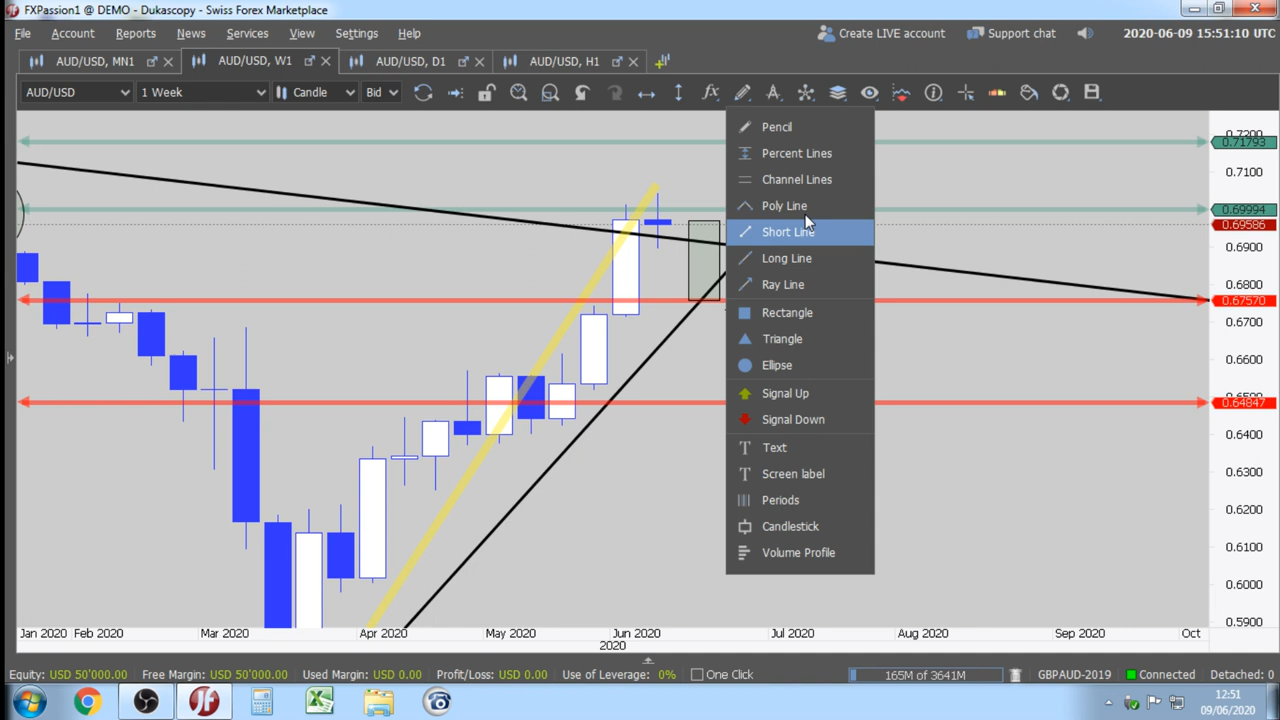 FXPassion1 @ DEMO - Dukascopy - Swiss Forex Marketplace
File Account Reports News Services View Settings Help Create LIVE account Support chat 2020-06-09 15:51:10 UTC
AUD/USD, MN1 AUD/USD, W1 AUD/USD, D1 AUD/USD, H1
AUD/USD 1 Week Candle Bid
Pencil
Percent Lines
Channel Lines
Poly Line
Short Line
Long Line
Ray Line
Rectangle
Triangle
Ellipse
Signal Up
Signal Down
Text
Screen label
Periods
Candlestick
Volume Profile
0.7200
0.71793
0.7100
0.69994
0.69586
0.6900
0.6800
0.67570
0.6700
0.6600
0.6500
0.64847
0.6400
0.6300
0.6200
0.6100
0.6000
0.5900
Jan 2020 Feb 2020 Mar 2020 Apr 2020 May 2020 Jun 2020 Jul 2020 Aug 2020 Sep 2020 Oct
2020
Equity: USD 50'000.00 Free Margin: USD 50'000.00 Used Margin: USD 0.00 Profit/Loss: USD 0.00 Use of Leverage: 0% One Click 165M of 3641M GBPAUD-2019 Connected Detached: 0
12:51
09/06/2020